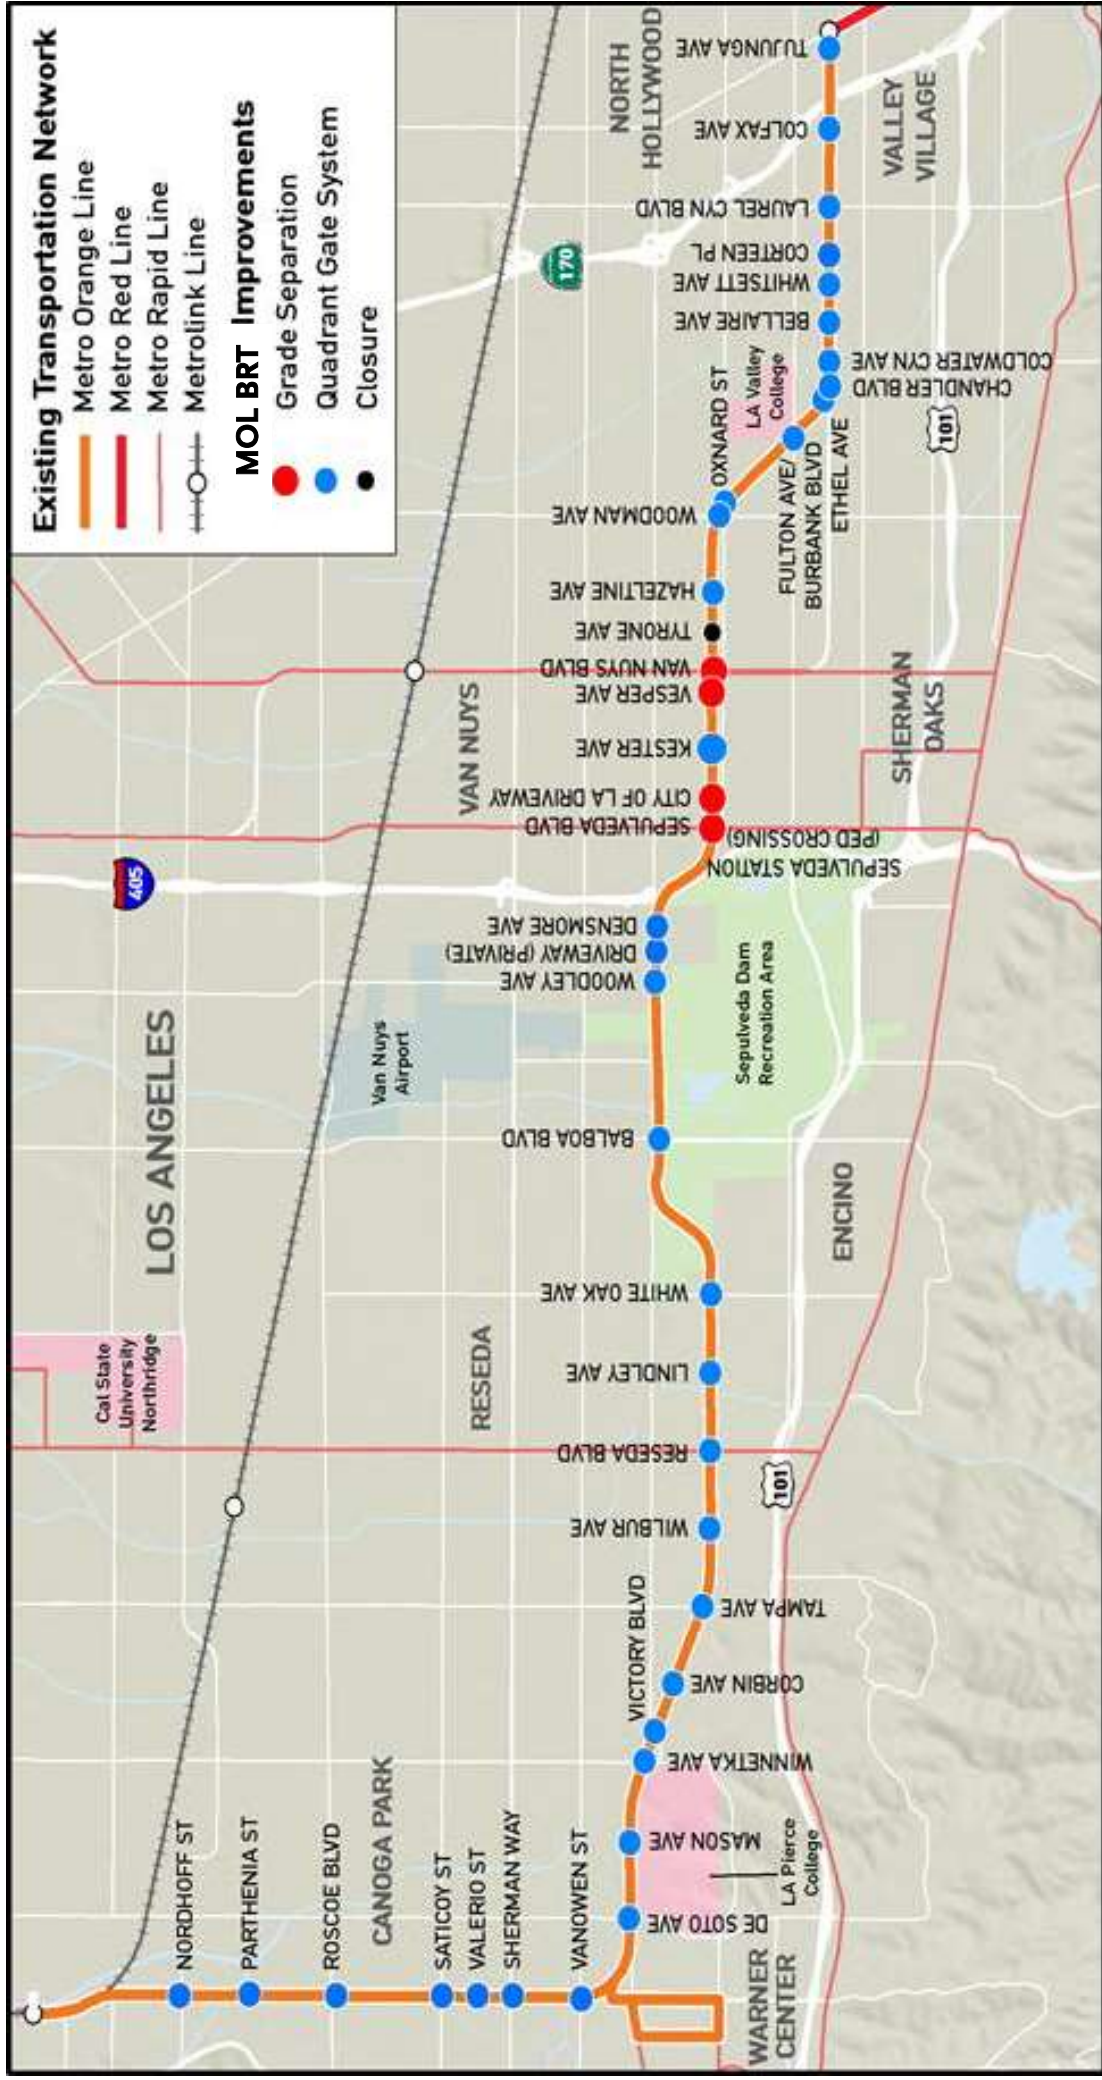 Existing Transportation Network
Metro Orange Line
Metro Red Line
Metro Rapid Line
Metrolink Line
MOL BRT Improvements
Grade Separation
Quadrant Gate System
Closure
LOS ANGELES
Cal State
University
Northridge
405
170
NORTH
HOLLYWOOD
VAN NUYS
Van Nuys
Airport
RESEDA
CANOGA PARK
NORDHOFF ST
PARTHENIA ST
ROSCOE BLVD
SATICOY ST
VALERIO ST
SHERMAN WAY
VANOWEN ST
DE SOTO AVE
MASON AVE
WINNETKA AVE
VICTORY BLVD
CORBIN AVE
TAMPA AVE
WILBUR AVE
RESEDA BLVD
LINDLEY AVE
WHITE OAK AVE
BALBOA BLVD
WOODLEY AVE
DRIVEWAY (PRIVATE)
DENSMORE AVE
SEPULVEDA STATION
(PED CROSSING)
SEPULVEDA BLVD
CITY OF LA DRIVEWAY
KESTER AVE
VESPER AVE
VAN NUYS BLVD
TYRONE AVE
HAZELTINE AVE
WOODMAN AVE
OXNARD ST
FULTON AVE/
BURBANK BLVD
ETHEL AVE
CHANDLER BLVD
COLDWATER CYN AVE
BELLAIRE AVE
WHITSETT AVE
CORTEEN PL
LAUREL CYN BLVD
COLFAX AVE
TUJUNGA AVE
LA Valley
College
VALLEY
VILLAGE
SHERMAN
OAKS
101
Sepulveda Dam
Recreation Area
ENCINO
101
LA Pierce
College
WARNER
CENTER